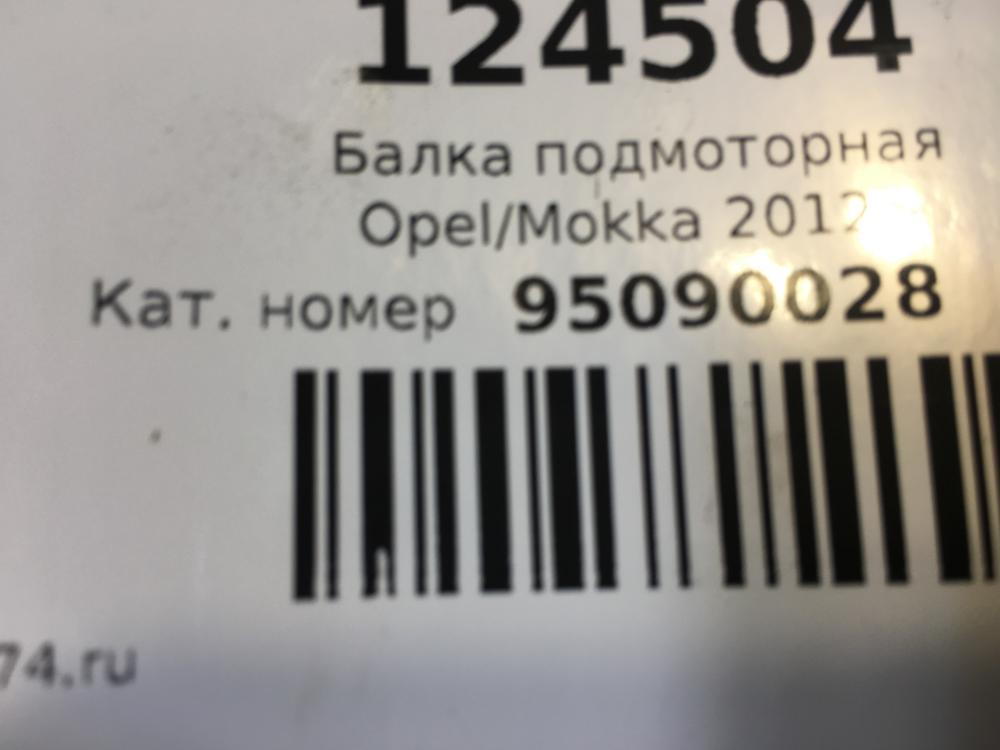 124504
Балка подмоторная
Opel/Mokka 2012
Кат. номер 95090028
74.ru